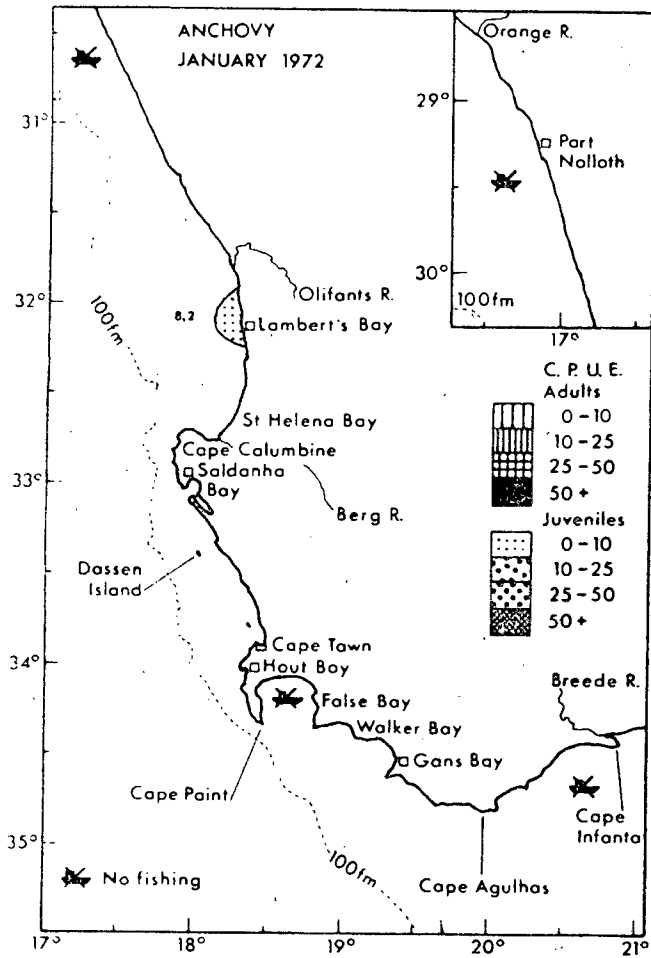 ANCHOVY
JANUARY 1972
Orange R.
29°
Part
Nolloth
30°
100fm
17°
31°
32°
33°
34°
35°
100fm
Olifants R.
8,2
Lambert's Bay
St Helena Bay
Cape Calumbine
Saldanha
Bay
Berg R.
Dassen
Island
Cape Town
Hout Bay
False Bay
Walker Bay
Gans Bay
Breede R.
Cape Paint
Cape
Infanta
Cape Agulhas
100fm
No fishing
C. P. U. E.
Adults
0-10
10-25
25-50
50+
Juveniles
0-10
10-25
25-50
50+
17°
18°
19°
20°
21°